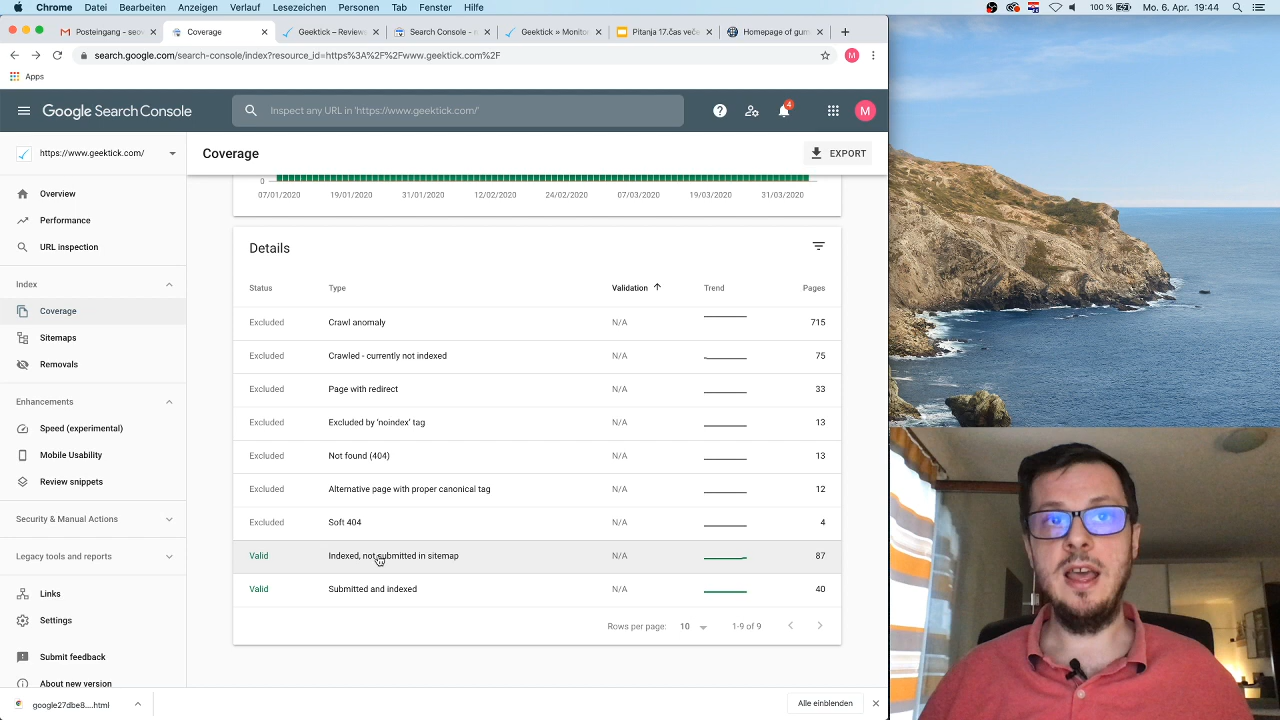 Chrome Datei Bearbeiten Anzeigen Verlauf Lesezeichen Personen Tab Fenster Hilfe 100 % Mo. 6. Apr. 19:44
Posteingang - seo Coverage Geektick – Review Search Console - Geektick » Monito Pitanja 17.čas veče Homepage of gum
search.google.com/search-console/index?resource_id=https%3A%2F%2Fwww.geektick.com%2F M
Apps
Google Search Console Inspect any URL in 'https://www.geektick.com/' 4 M
https://www.geektick.com/ Coverage EXPORT
0
07/01/2020 19/01/2020 31/01/2020 12/02/2020 24/02/2020 07/03/2020 19/03/2020 31/03/2020
Overview
Performance
URL inspection
Index
Coverage
Sitemaps
Removals
Enhancements
Speed (experimental)
Mobile Usability
Review snippets
Security & Manual Actions
Legacy tools and reports
Links
Settings
Submit feedback
About new version
Details
Status Type Validation Trend Pages
Excluded Crawl anomaly N/A 715
Excluded Crawled - currently not indexed N/A 75
Excluded Page with redirect N/A 33
Excluded Excluded by 'noindex' tag N/A 13
Excluded Not found (404) N/A 13
Excluded Alternative page with proper canonical tag N/A 12
Excluded Soft 404 N/A 4
Valid Indexed, not submitted in sitemap N/A 87
Valid Submitted and indexed N/A 40
Rows per page: 10 1-9 of 9
google27dbe8....html Alle einblenden